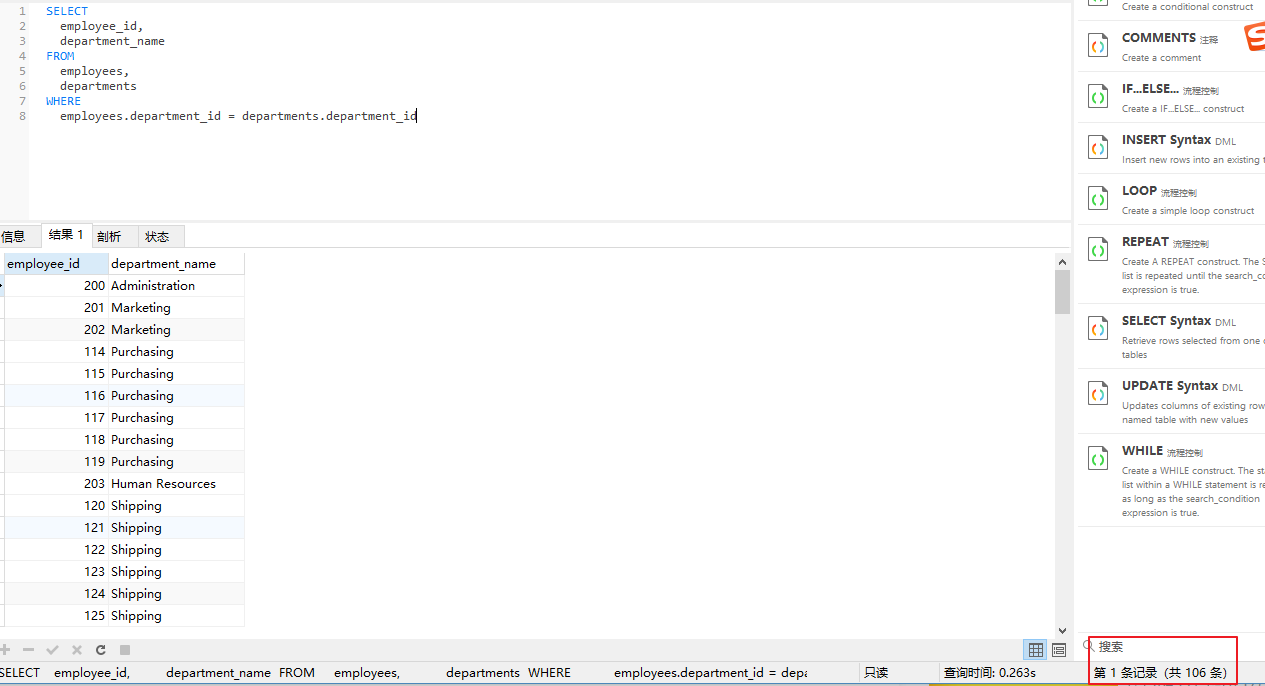 1 SELECT
2 employee_id,
3 department_name
4 FROM
5 employees,
6 departments
7 WHERE
8 employees.department_id = departments.department_id
信息 结果 1 剖析 状态
employee_id department_name
200 Administration
201 Marketing
202 Marketing
114 Purchasing
115 Purchasing
116 Purchasing
117 Purchasing
118 Purchasing
119 Purchasing
203 Human Resources
120 Shipping
121 Shipping
122 Shipping
123 Shipping
124 Shipping
125 Shipping
SELECT employee_id, department_name FROM employees, departments WHERE employees.department_id = depa
只读
查询时间: 0.263s
Create a conditional construct
COMMENTS 注释
Create a comment
IF...ELSE... 流程控制
Create a IF...ELSE... construct
INSERT Syntax DML
Insert new rows into an existing t
LOOP 流程控制
Create a simple loop construct
REPEAT 流程控制
Create A REPEAT construct. The S
list is repeated until the search_co
expression is true.
SELECT Syntax DML
Retrieve rows selected from one o
tables
UPDATE Syntax DML
Updates columns of existing row
named table with new values
WHILE 流程控制
Create a WHILE construct. The sta
list within a WHILE statement is re
as long as the search_condition
expression is true.
搜索
第 1 条记录 (共 106 条)